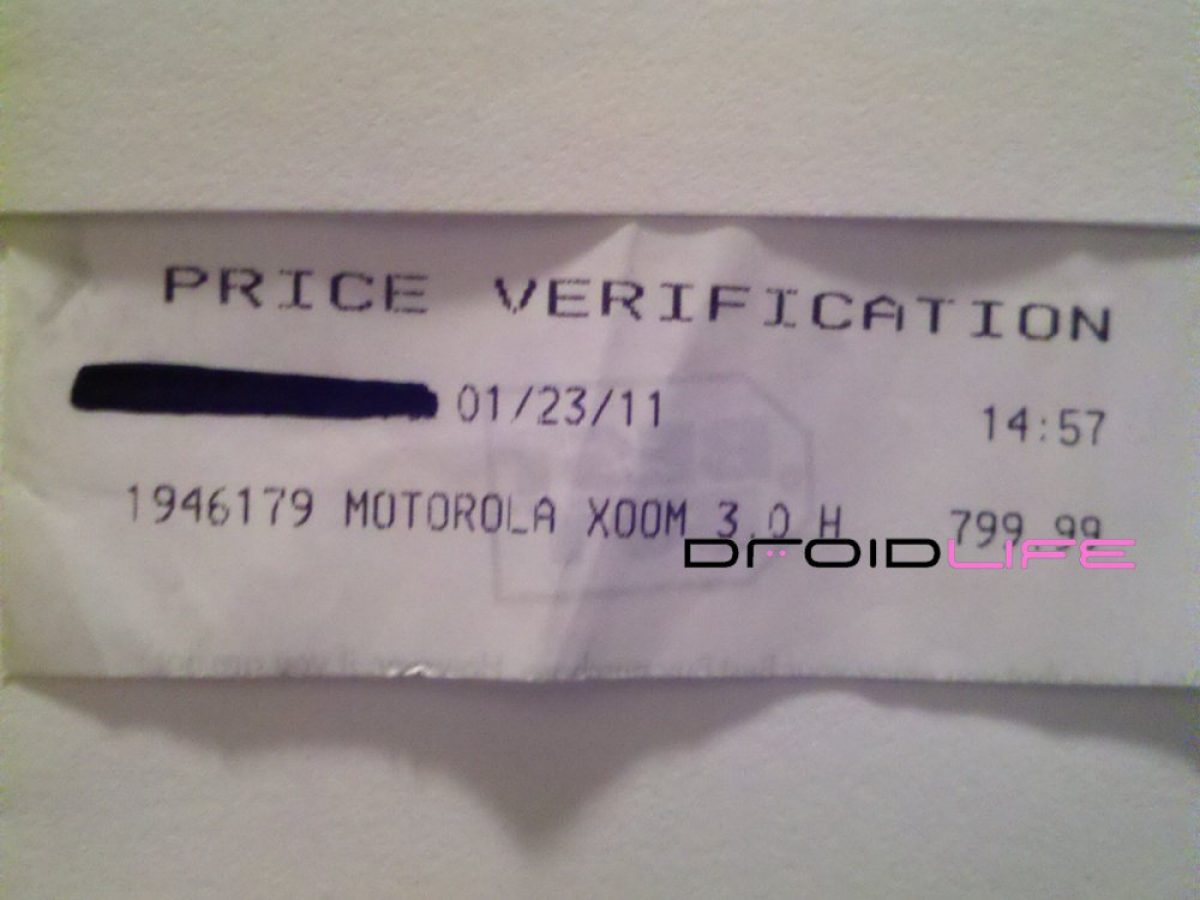 PRICE VERIFICATION
01/23/11 14:57
1946179 MOTOROLA XOOM 3.0 H 799.99
DROIDLIFE